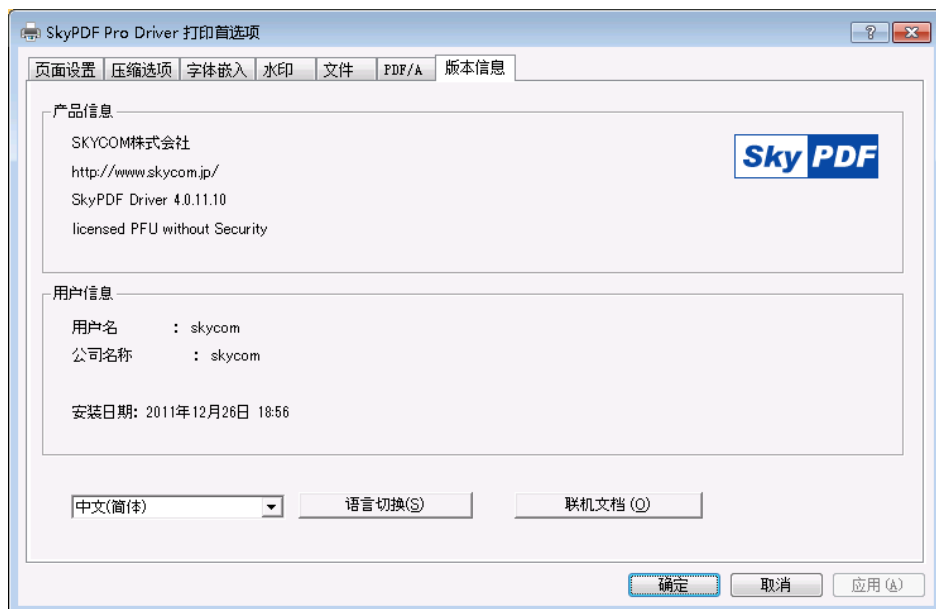 SkyPDF Pro Driver 打印首选项
页面设置 压缩选项 字体嵌入 水印 文件 PDF/A 版本信息
产品信息
SKYCOM株式会社
http://www.skycom.jp/
SkyPDF Driver 4.0.11.10
licensed PFU without Security
Sky PDF
用户信息
用户名 : skycom
公司名称 : skycom
安装日期: 2011年12月26日 18:56
中文(简体) 语言切换(S) 联机文档(O)
确定 取消 应用(A)